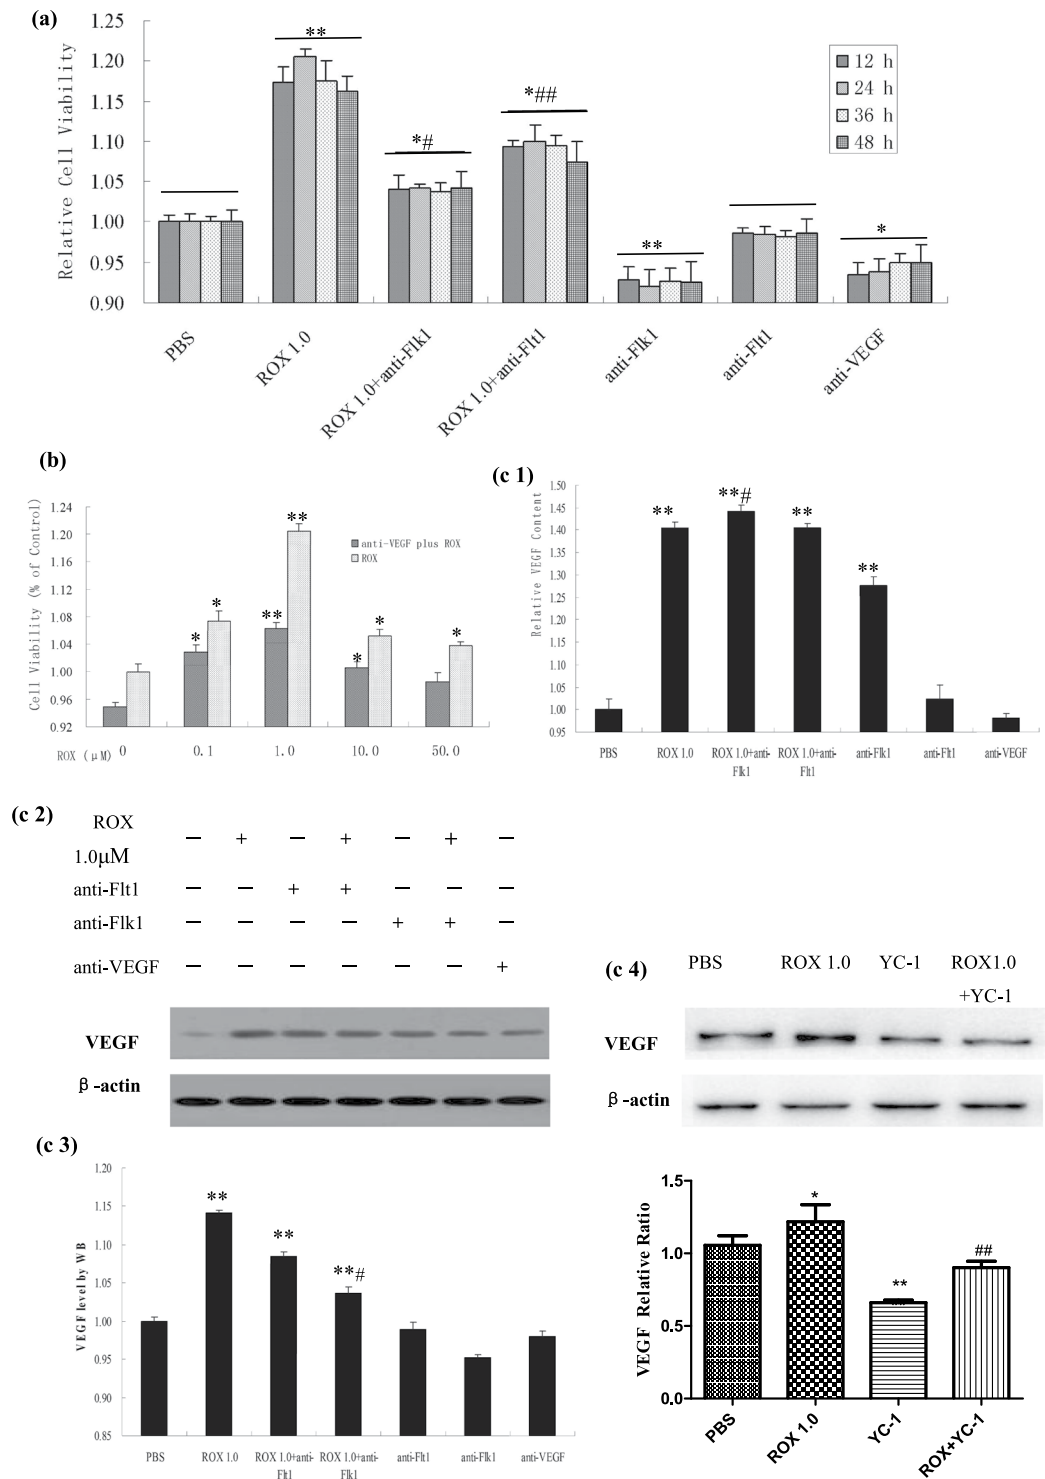 (a)
1.25
1.20
1.15
1.10
1.05
1.00
0.95
0.90
Relative Cell Viability
**
*#
*##
**
*
12 h
24 h
36 h
48 h
PBS
ROX 1.0
ROX 1.0+anti-Flk1
ROX 1.0+anti-Flt1
anti-Flk1
anti-Flt1
anti-VEGF
(b)
Cell Viability (% of Control)
1.24
1.20
1.16
1.12
1.08
1.04
1.00
0.96
0.92
* * ** ** * * *
anti-VEGF plus ROX
ROX
ROX (μM) 0 0.1 1.0 10.0 50.0
(c 1)
Relative VEGF Content
1.50
1.45
1.40
1.35
1.30
1.25
1.20
1.15
1.10
1.05
1.00
0.95
** **# ** **
PBS ROX 1.0 ROX 1.0+anti- ROX 1.0+anti- anti-Flk1 anti-Flt1 anti-VEGF
Flk1 Flt1
(c 2)
ROX − + − + − + −
1.0μM
anti-Flt1 − − + + − − −
anti-Flk1 − − − − + + −
anti-VEGF − − − − − − +
VEGF
β-actin
(c 4) PBS ROX 1.0 YC-1 ROX1.0
+YC-1
VEGF
β-actin
(c 3)
VEGF level by WB
1.20
1.15
1.10
1.05
1.00
0.95
0.90
0.85
** ** **#
PBS ROX 1.0 ROX 1.0+anti- ROX 1.0+anti- anti-Flt1 anti-Flk1 anti-VEGF
Flt1 Flk1
VEGF Relative Ratio
1.5
1.0
0.5
0.0
* ** ##
PBS
ROX 1.0
YC-1
ROX+YC-1